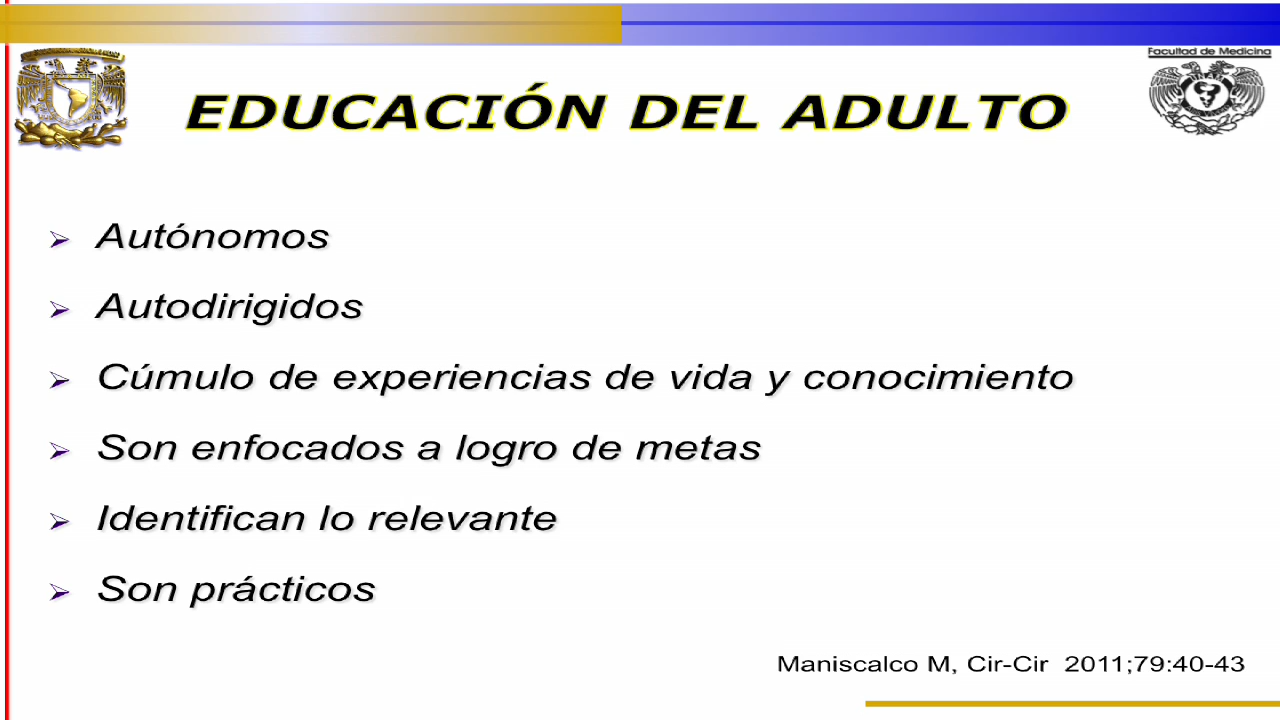 Facultad de Medicina
EDUCACIÓN DEL ADULTO
Autónomos
Autodirigidos
Cúmulo de experiencias de vida y conocimiento
Son enfocados a logro de metas
Identifican lo relevante
Son prácticos
Maniscalco M, Cir-Cir 2011;79:40-43